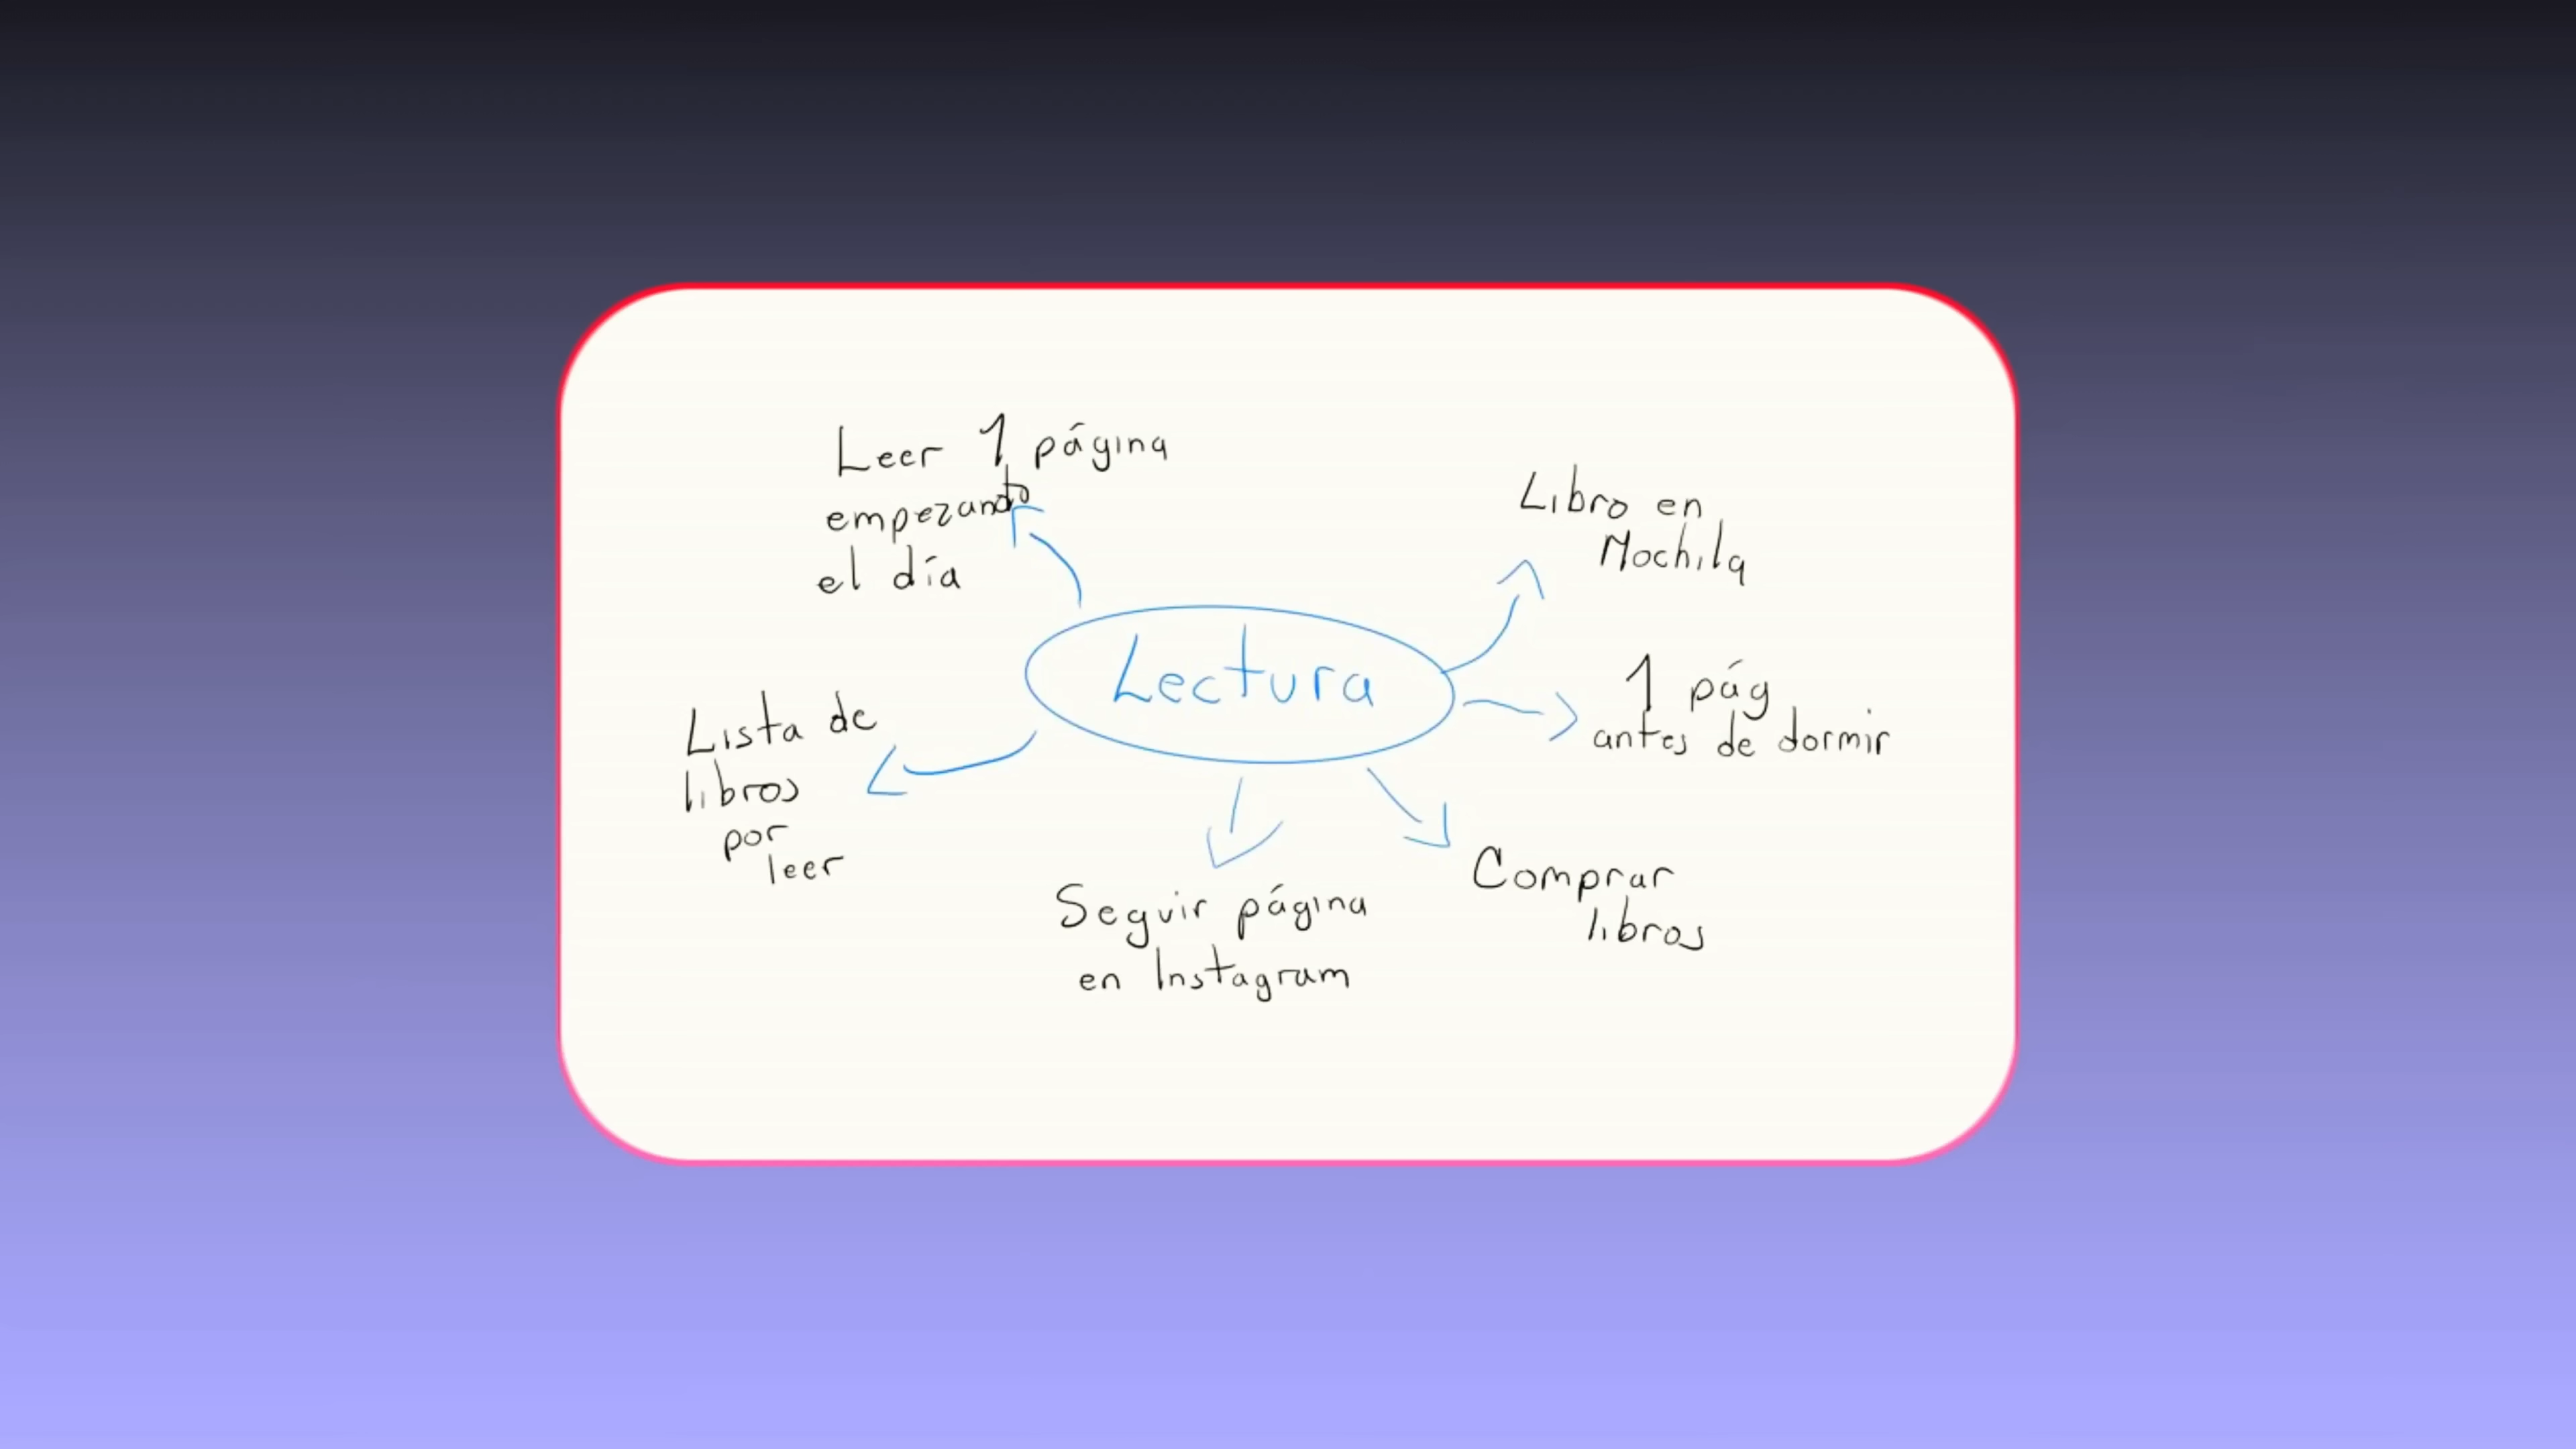 Leer 1 página
empezando
el día
Libro en
Mochila
Lectura
1 pág
antes de dormir
Lista de
libros
por
leer
Comprar
libros
Seguir página
en Instagram